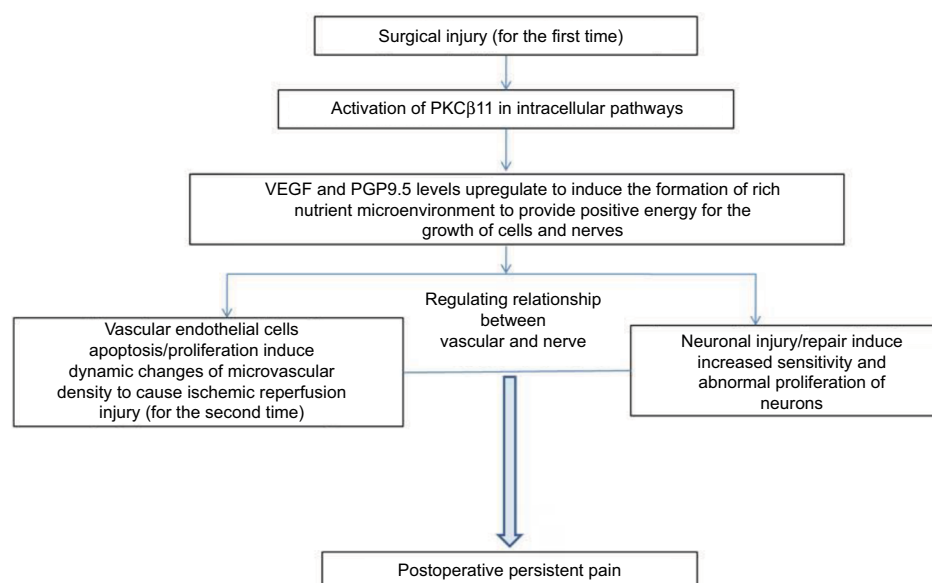 Surgical injury (for the first time)
Activation of PKCβ11 in intracellular pathways
VEGF and PGP9.5 levels upregulate to induce the formation of rich
nutrient microenvironment to provide positive energy for the
growth of cells and nerves
Regulating relationship
between
vascular and nerve
Vascular endothelial cells
apoptosis/proliferation induce
dynamic changes of microvascular
density to cause ischemic reperfusion
injury (for the second time)
Neuronal injury/repair induce
increased sensitivity and
abnormal proliferation of
neurons
Postoperative persistent pain